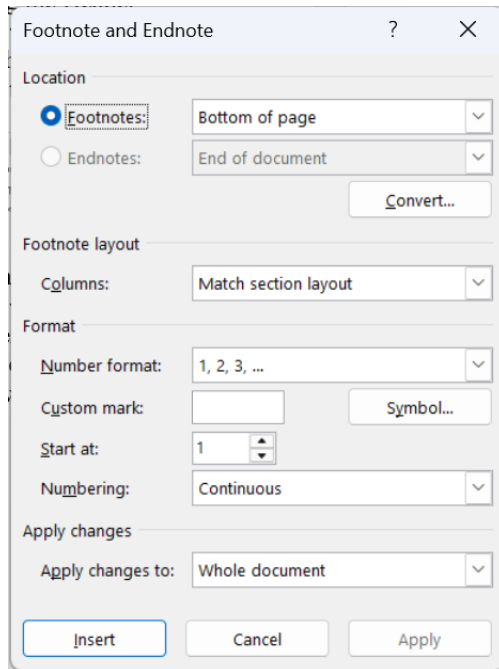 Footnote and Endnote ?
Location
Footnotes: Bottom of page
Endnotes: End of document
Convert...
Footnote layout
Columns: Match section layout
Format
Number format: 1, 2, 3, ...
Custom mark: Symbol...
Start at: 1
Numbering: Continuous
Apply changes
Apply changes to: Whole document
Insert Cancel Apply